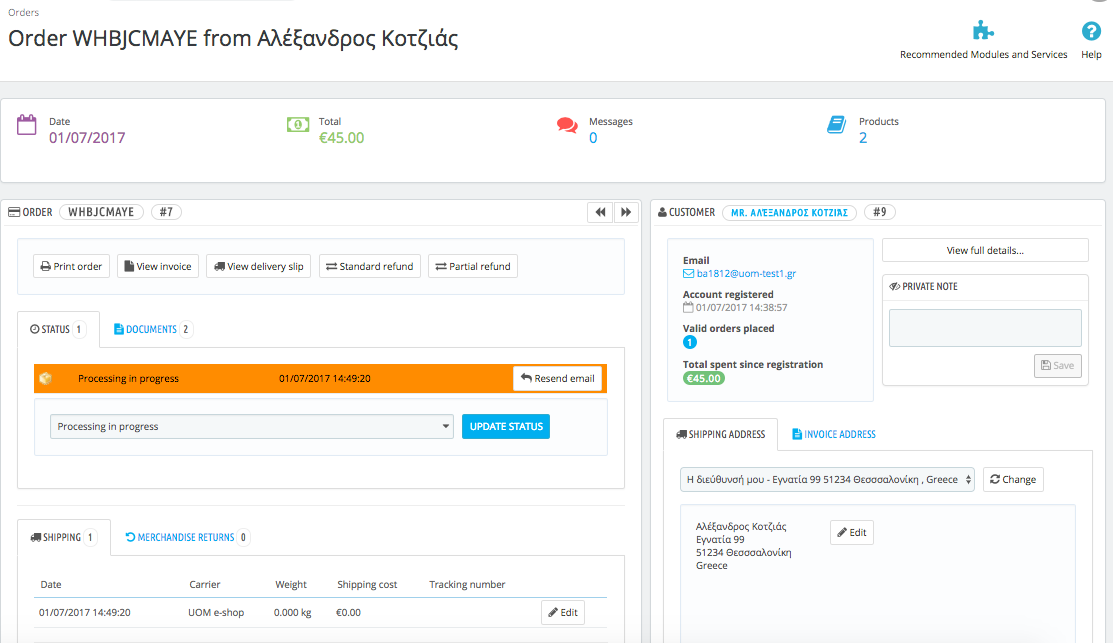 Orders
Order WHBJCMAYE from Αλέξανδρος Κοτζιάς
Recommended Modules and Services
Help
Date
01/07/2017
Total
€45.00
Messages
0
Products
2
ORDER WHBJCMAYE #7
Print order
View invoice
View delivery slip
Standard refund
Partial refund
STATUS 1
DOCUMENTS 2
Processing in progress 01/07/2017 14:49:20 Resend email
Processing in progress UPDATE STATUS
SHIPPING 1
MERCHANDISE RETURNS 0
Date Carrier Weight Shipping cost Tracking number
01/07/2017 14:49:20 UOM e-shop 0.000 kg €0.00 Edit
CUSTOMER MR. ΑΛΈΞΑΝΔΡΟΣ ΚΟΤΖΙΆΣ #9
Email
ba1812@uom-test1.gr
Account registered
01/07/2017 14:38:57
Valid orders placed
1
Total spent since registration
€45.00
View full details...
PRIVATE NOTE
Save
SHIPPING ADDRESS
INVOICE ADDRESS
Η διεύθυνσή μου - Εγνατία 99 51234 Θεσσσαλονίκη , Greece
Change
Αλέξανδρος Κοτζιάς
Εγνατία 99
51234 Θεσσσαλονίκη
Greece
Edit